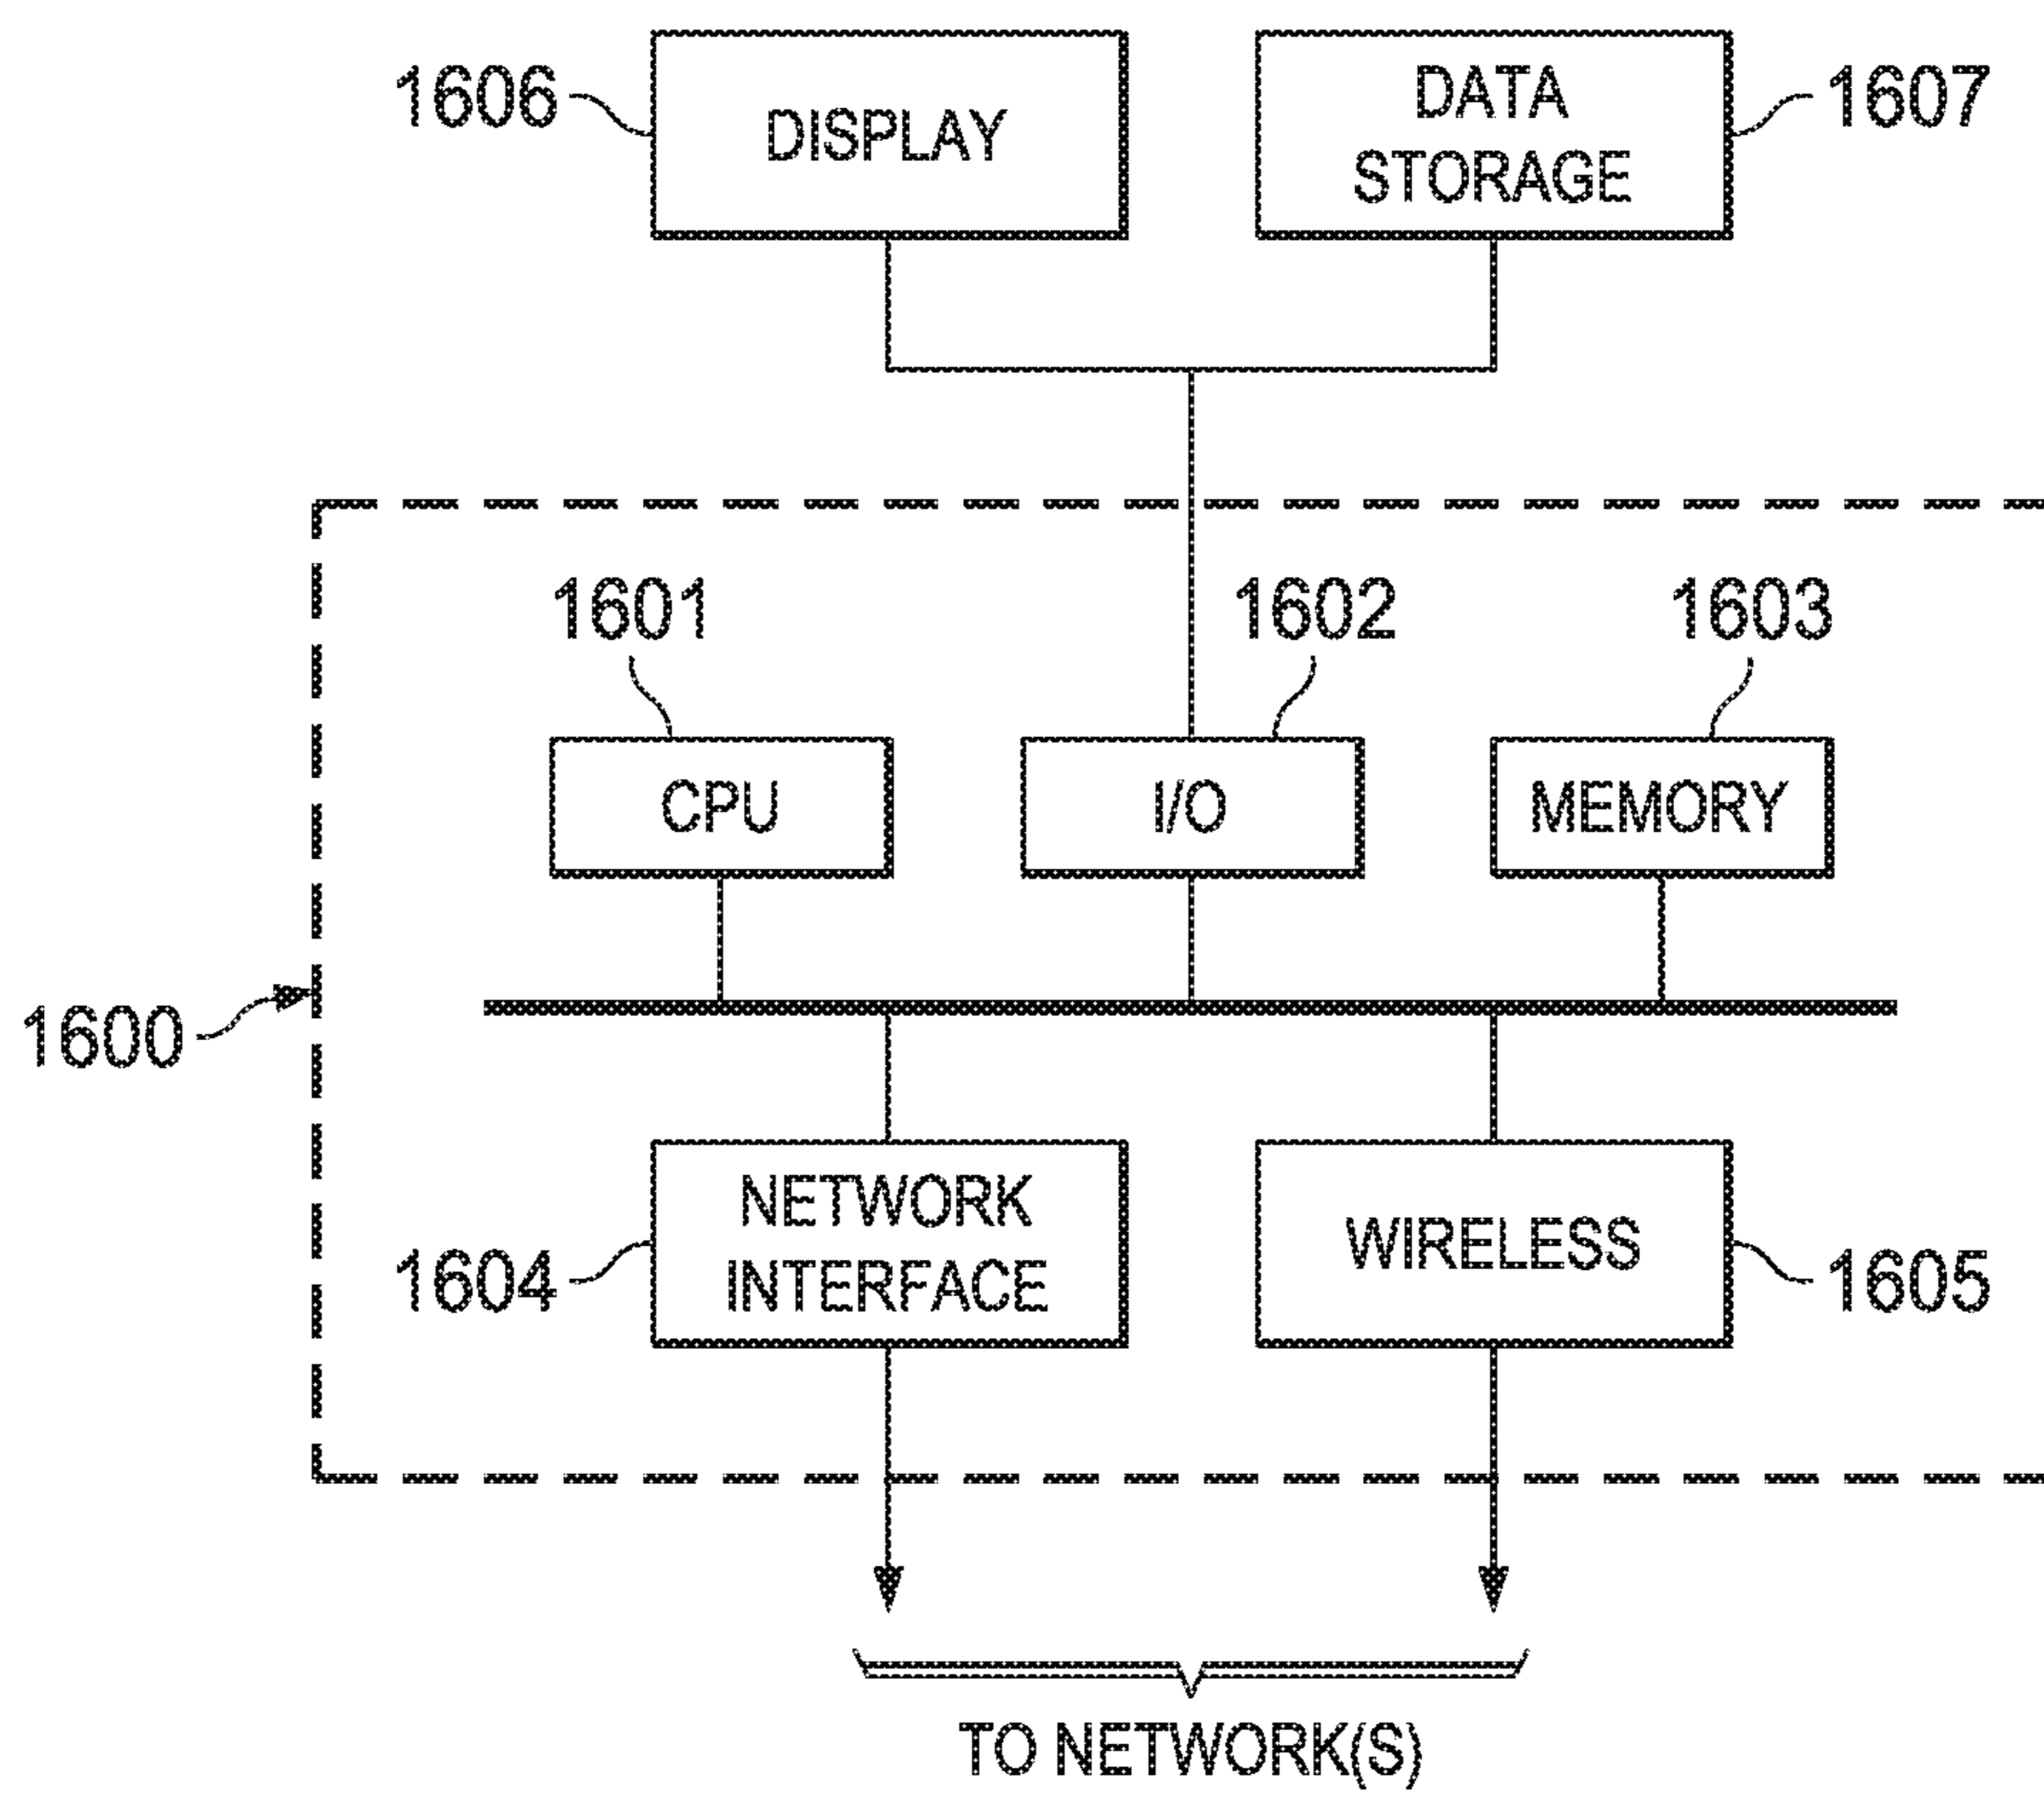 1606
DISPLAY
DATA
STORAGE
1607
1601
1602
1603
CPU
I/O
MEMORY
1600
NETWORK
INTERFACE
1604
WIRELESS
1605
TO NETWORK(S)